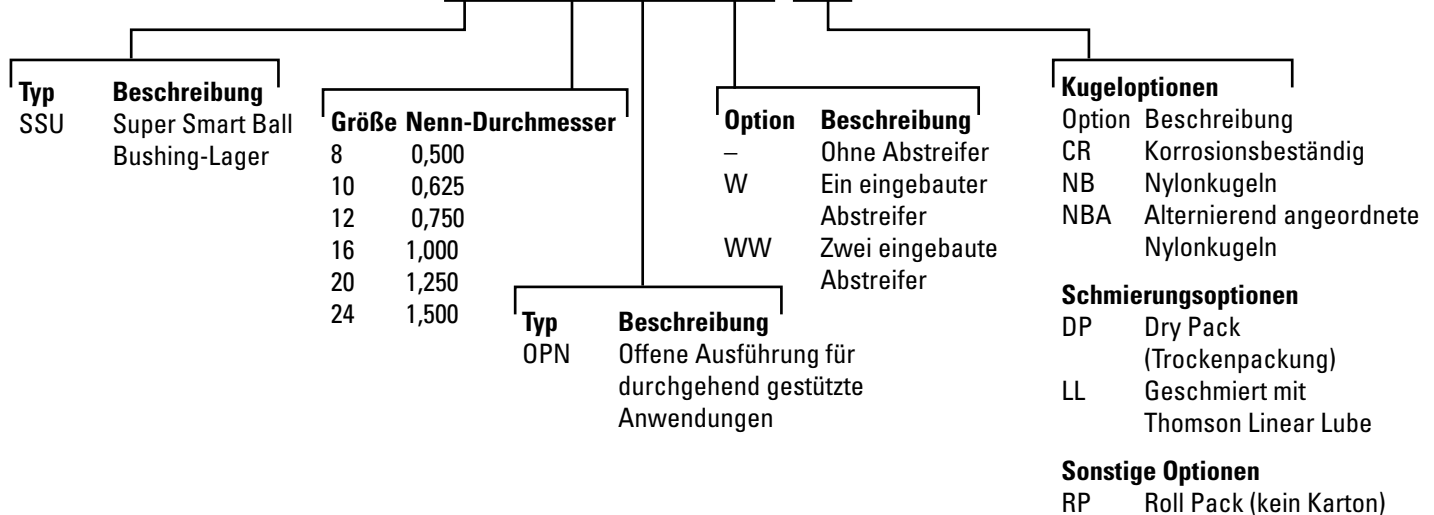 Typ Beschreibung
SSU Super Smart Ball
Bushing-Lager
Größe Nenn-Durchmesser
8 0,500
10 0,625
12 0,750
16 1,000
20 1,250
24 1,500
Typ Beschreibung
OPN Offene Ausführung für
durchgehend gestützte
Anwendungen
Option Beschreibung
– Ohne Abstreifer
W Ein eingebauter
Abstreifer
WW Zwei eingebaute
Abstreifer
Kugeloptionen
Option Beschreibung
CR Korrosionsbeständig
NB Nylonkugeln
NBA Alternierend angeordnete
Nylonkugeln
Schmierungsoptionen
DP Dry Pack
(Trockenpackung)
LL Geschmiert mit
Thomson Linear Lube
Sonstige Optionen
RP Roll Pack (kein Karton)